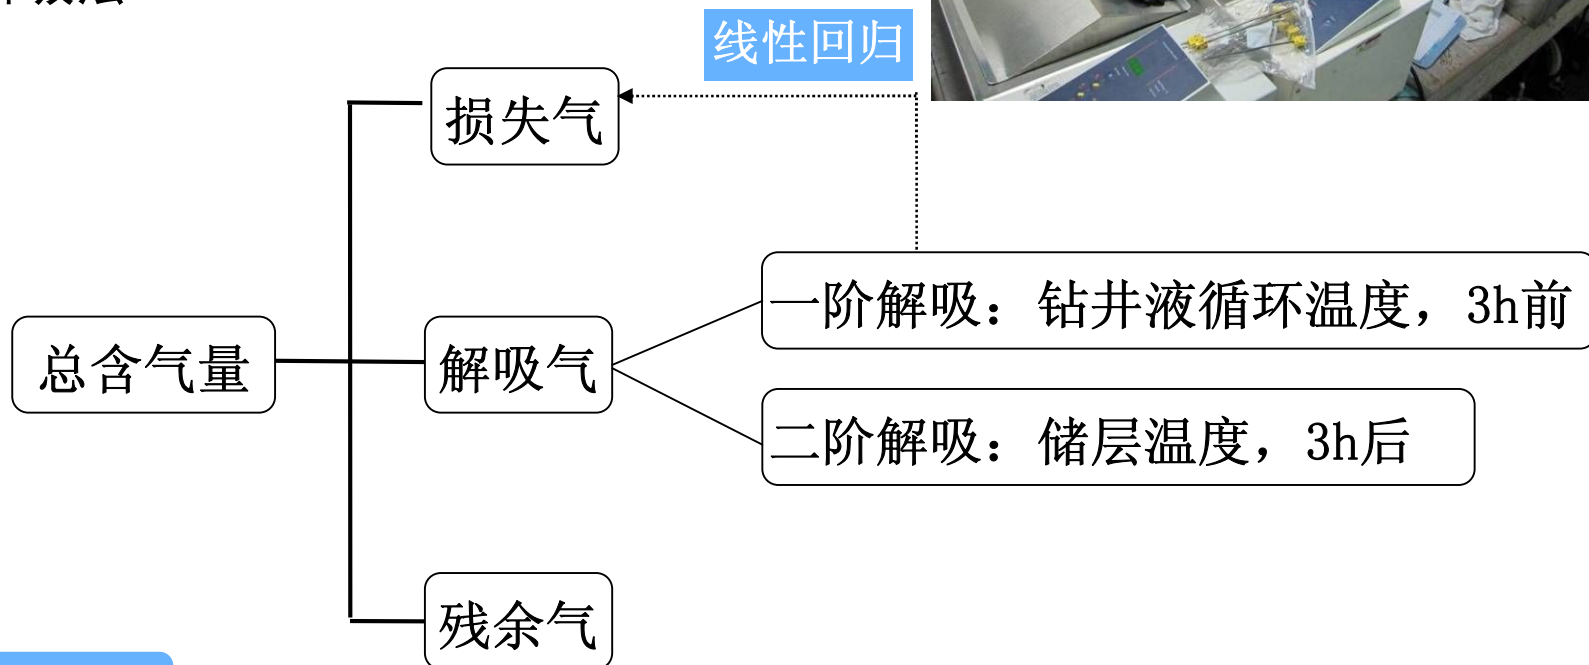 线性回归
损失气
一阶解吸：钻井液循环温度，3h前
总含气量
解吸气
二阶解吸：储层温度，3h后
残余气